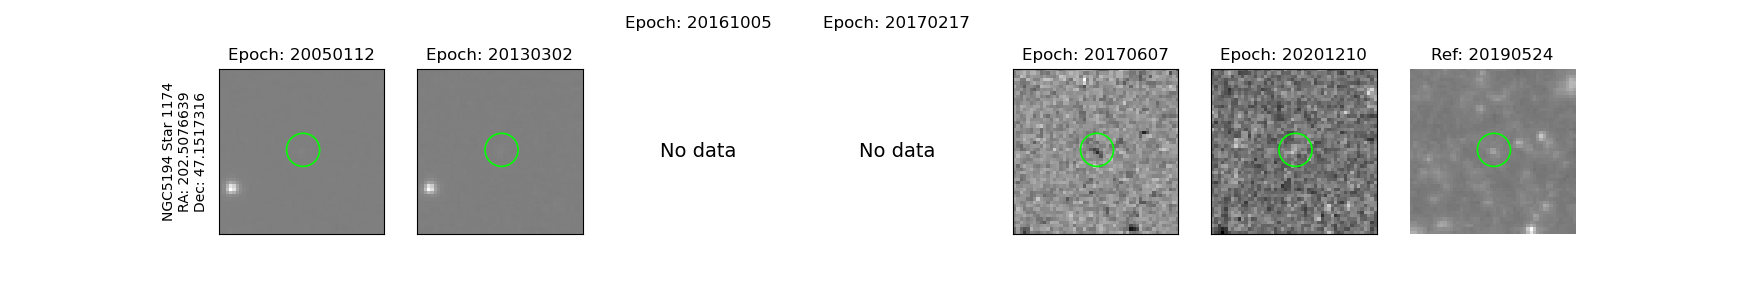 Epoch: 20161005
Epoch: 20170217
Epoch: 20050112
Epoch: 20130302
Epoch: 20170607
Epoch: 20201210
Ref: 20190524
NGC5194 Star 1174
RA: 202.5076639
Dec: 47.1517316
No data
No data